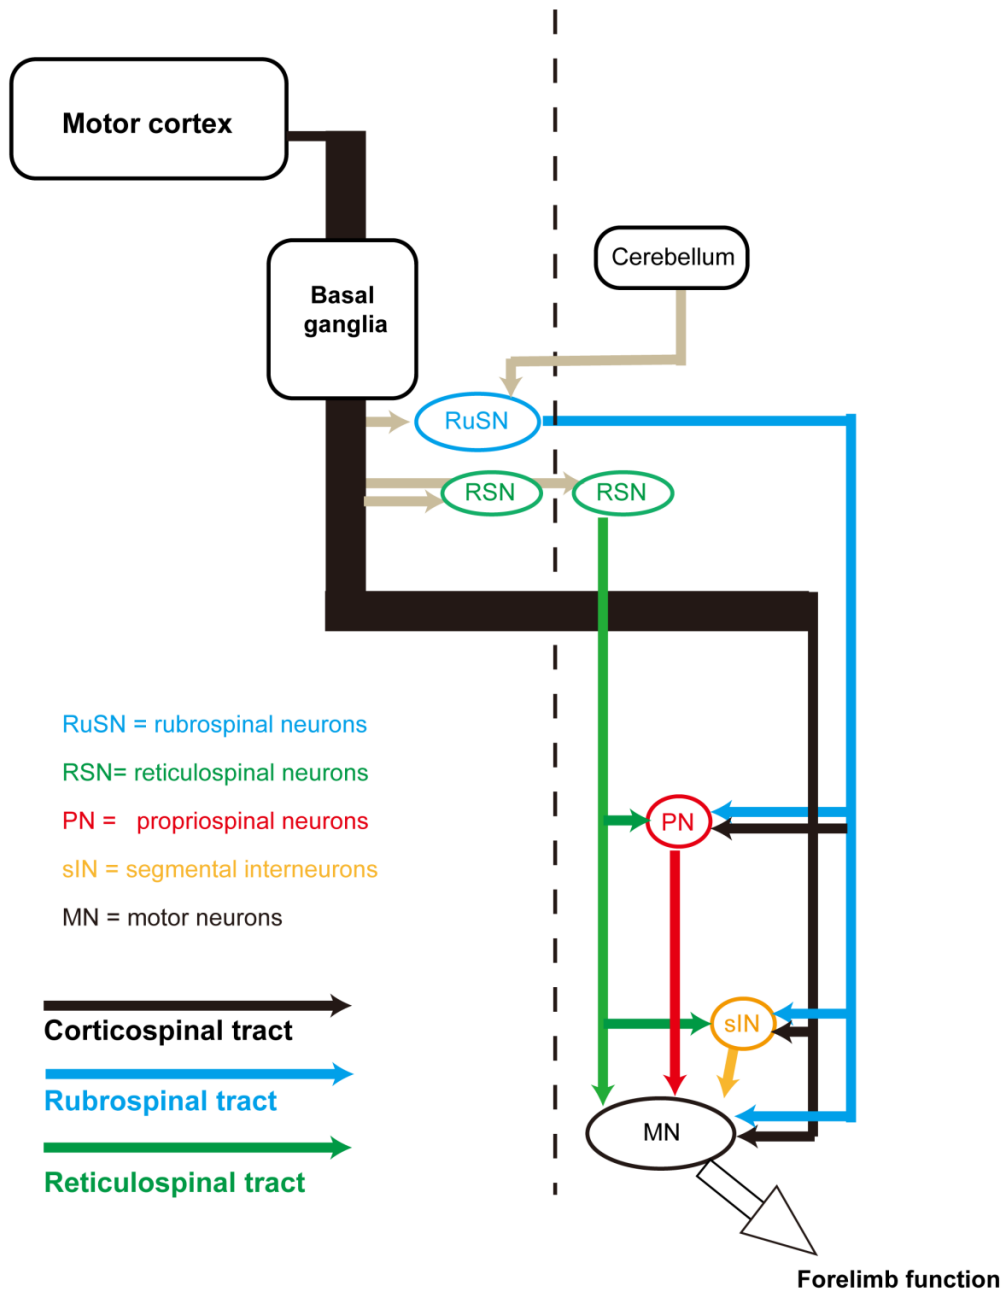 Motor cortex
Cerebellum
Basal
ganglia
RuSN
RSN
RSN
RuSN = rubrospinal neurons
RSN= reticulospinal neurons
PN = propriospinal neurons
sIN = segmental interneurons
MN = motor neurons
PN
sIN
MN
Corticospinal tract
Rubrospinal tract
Reticulospinal tract
Forelimb function